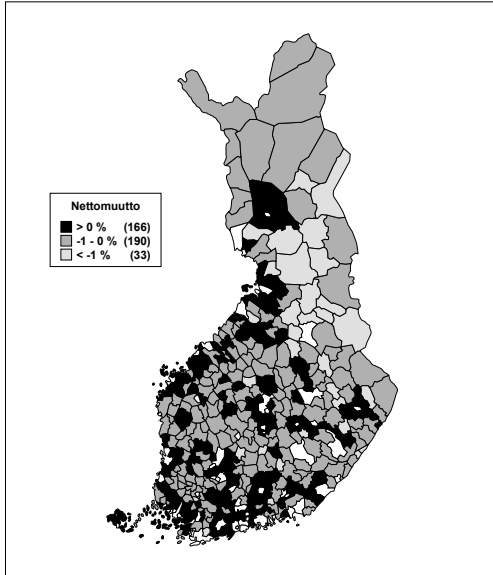 Nettomuutto
> 0 % (166)
-1 - 0 % (190)
< -1 % (33)